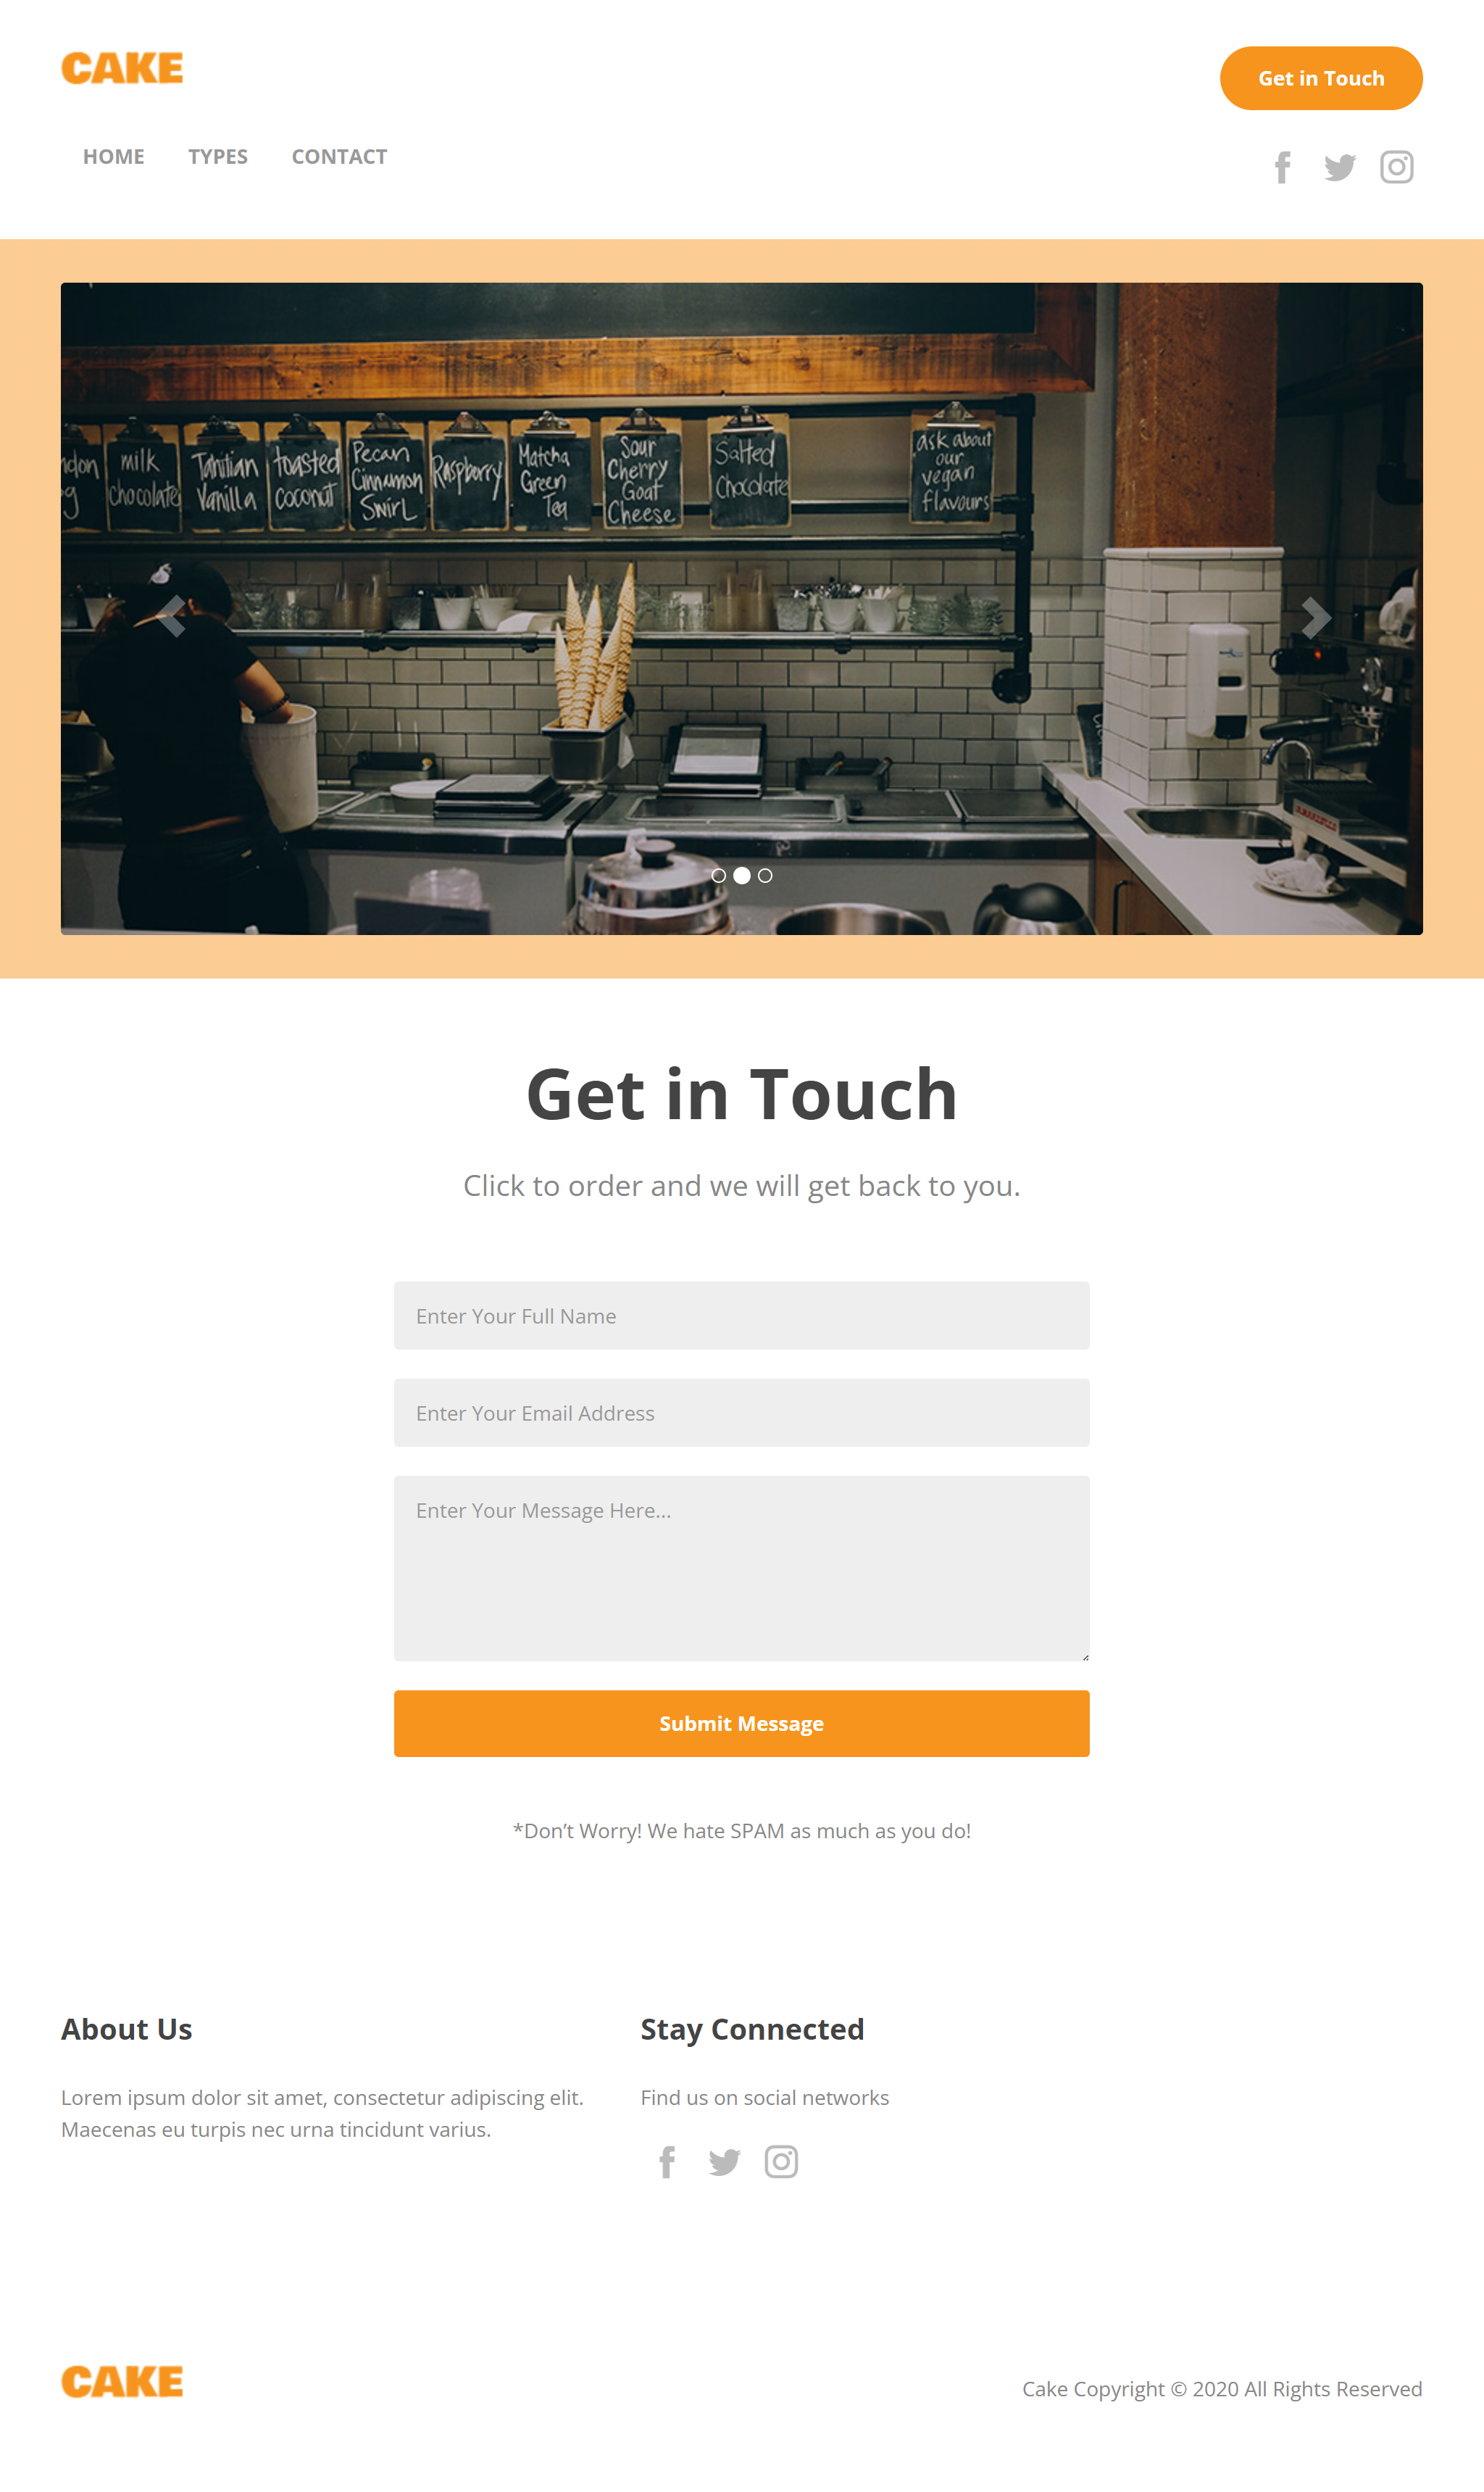 CAKE
Get in Touch
HOME TYPES CONTACT
milk
chocolate
Tahitian
Vanilla
toasted
coconut
Pecan
Cinnamon
Swirl
Raspberry
Matcha
Green
Tea
Sour
Cherry
Goat
Cheese
Salted
Chocolate
ask about
our
vegan
flavours
Get in Touch
Click to order and we will get back to you.
Enter Your Full Name
Enter Your Email Address
Enter Your Message Here...
Submit Message
*Don’t Worry! We hate SPAM as much as you do!
About Us
Lorem ipsum dolor sit amet, consectetur adipiscing elit.
Maecenas eu turpis nec urna tincidunt varius.
Stay Connected
Find us on social networks
CAKE
Cake Copyright © 2020 All Rights Reserved